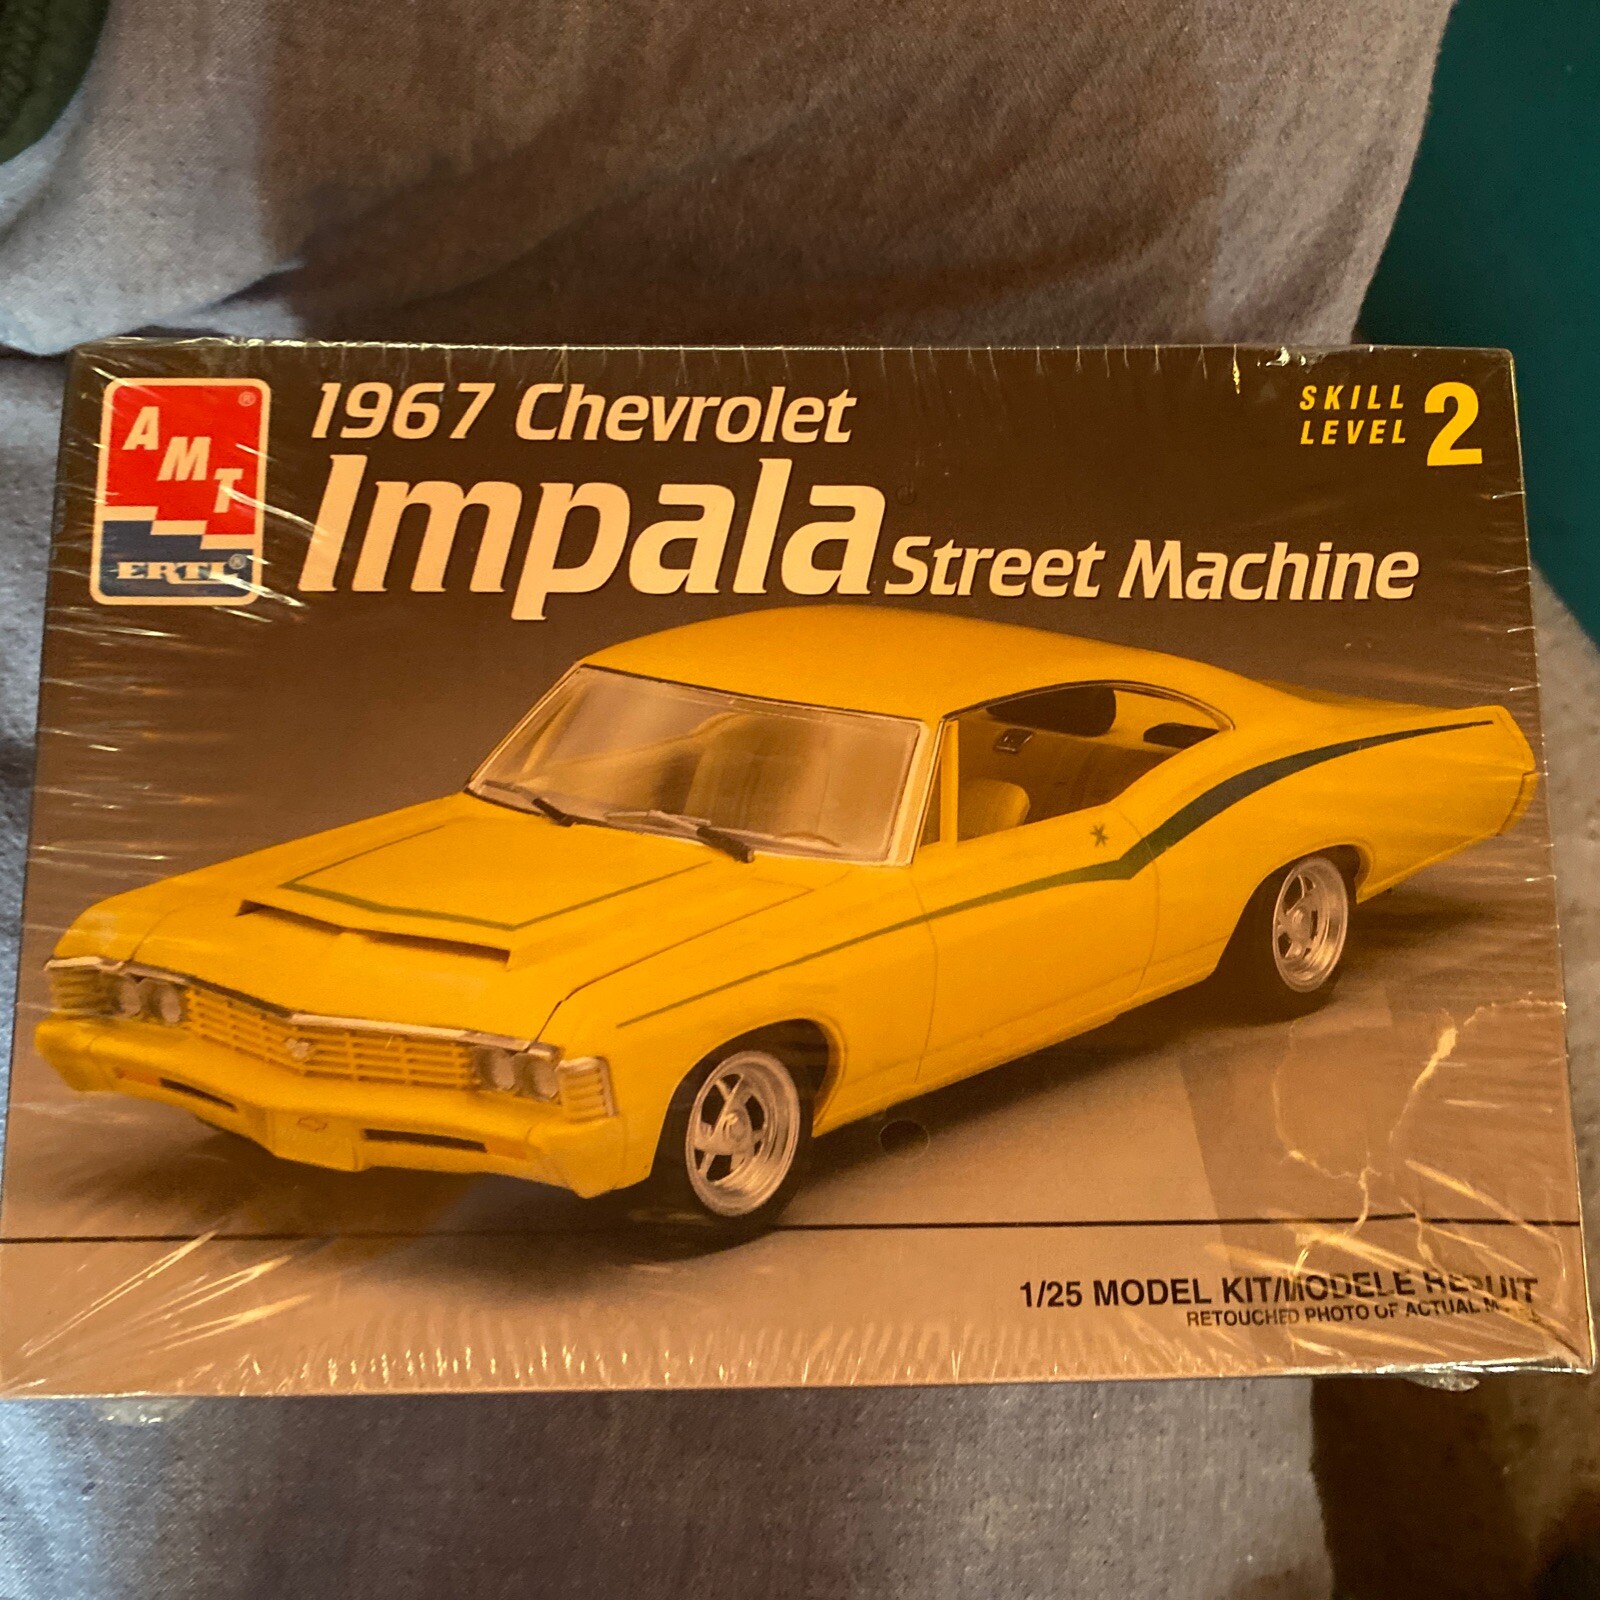 AMT®
ERTL®
1967 Chevrolet
Impala Street Machine
SKILL
LEVEL 2
1/25 MODEL KIT/MODELE REDUIT
RETOUCHED PHOTO OF ACTUAL